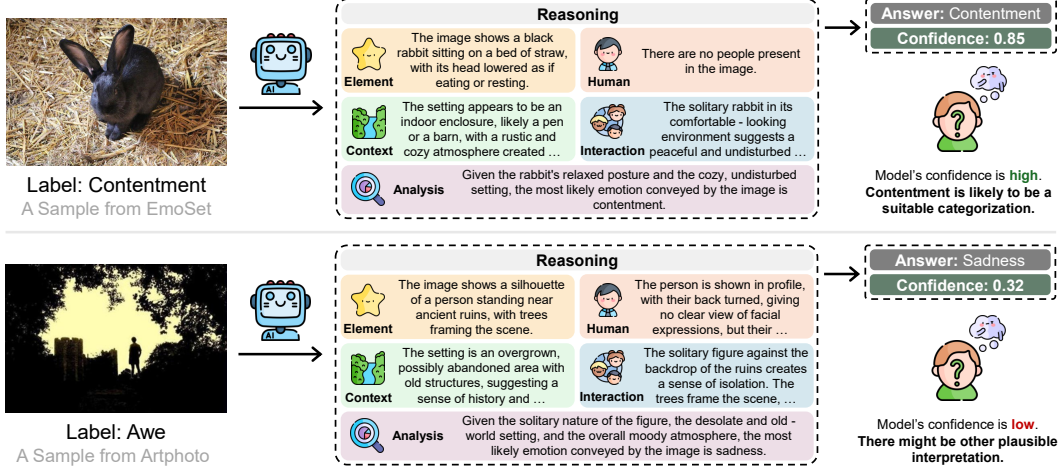 Reasoning
Answer: Contentment
Confidence: 0.85
AI
Element
The image shows a black
rabbit sitting on a bed of straw,
with its head lowered as if
eating or resting.
Human
There are no people present
in the image.
Context
The setting appears to be an
indoor enclosure, likely a pen
or a barn, with a rustic and
cozy atmosphere created ...
Interaction
The solitary rabbit in its
comfortable - looking
environment suggests a
peaceful and undisturbed ...
Analysis
Given the rabbit's relaxed posture and the cozy, undisturbed
setting, the most likely emotion conveyed by the image is
contentment.
Label: Contentment
A Sample from EmoSet
?
Model's confidence is high.
Contentment is likely to be a
suitable categorization.
Reasoning
Answer: Sadness
Confidence: 0.32
AI
Element
The image shows a silhouette
of a person standing near
ancient ruins, with trees
framing the scene.
Human
The person is shown in profile,
with their back turned, giving
no clear view of facial
expressions, but their ...
Context
The setting is an overgrown,
possibly abandoned area with
old structures, suggesting a
sense of history and ...
Interaction
The solitary figure against the
backdrop of the ruins creates
a sense of isolation. The
trees frame the scene, ...
Analysis
Given the solitary nature of the figure, the desolate and old -
world setting, and the overall moody atmosphere, the most
likely emotion conveyed by the image is sadness.
Label: Awe
A Sample from Artphoto
?
Model's confidence is low.
There might be other plausible
interpretation.